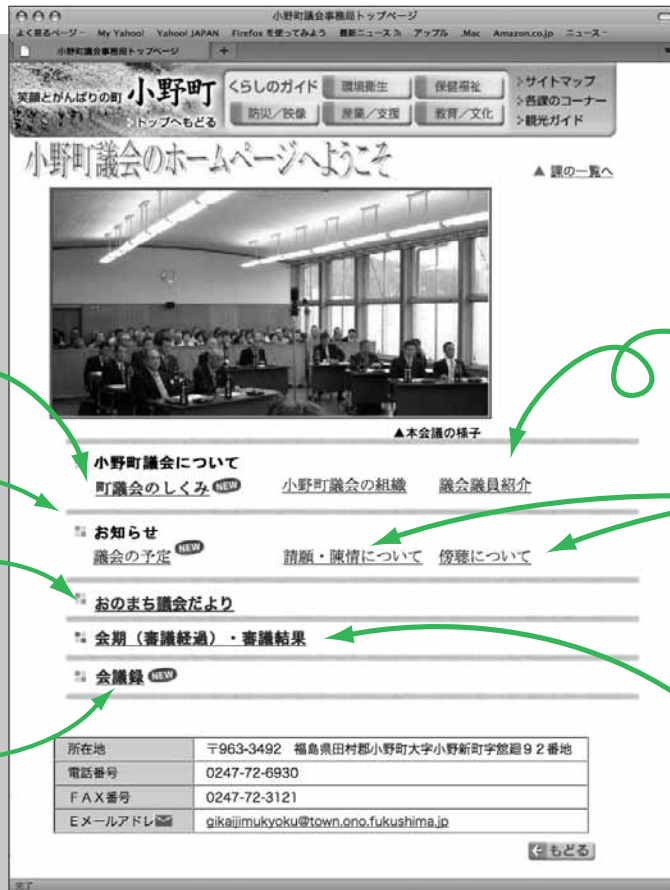 小野町議会事務局トップページ
よく見るページ- My Yahoo! Yahoo! JAPAN Firefox を使ってみよう 最新ニュース アップル .Mac Amazon.co.jp ニュース-
小野町議会事務局トップページ +
笑顔とがんばりの町 小野町 くらしのガイド 環境衛生 保健福祉 >サイトマップ
>トップへもどる 防災/映像 産業/支援 教育/文化 >各課のコーナー
>観光ガイド
小野町議会のホームページへようこそ
▲ 課の一覧へ
▲本会議の様子
小野町議会について
町議会のしくみ NEW 小野町議会の組織 議会議員紹介
お知らせ
議会の予定 NEW 請願・陳情について 傍聴について
おのまち議会だより
会期(審議経過)・審議結果
会議録 NEW
所在地 〒963-3492 福島県田村郡小野町大字小野新町字舘廻92番地
電話番号 0247-72-6930
FAX番号 0247-72-3121
Eメールアドレ gikaijimukyoku@town.ono.fukushima.jp
もどる
完了